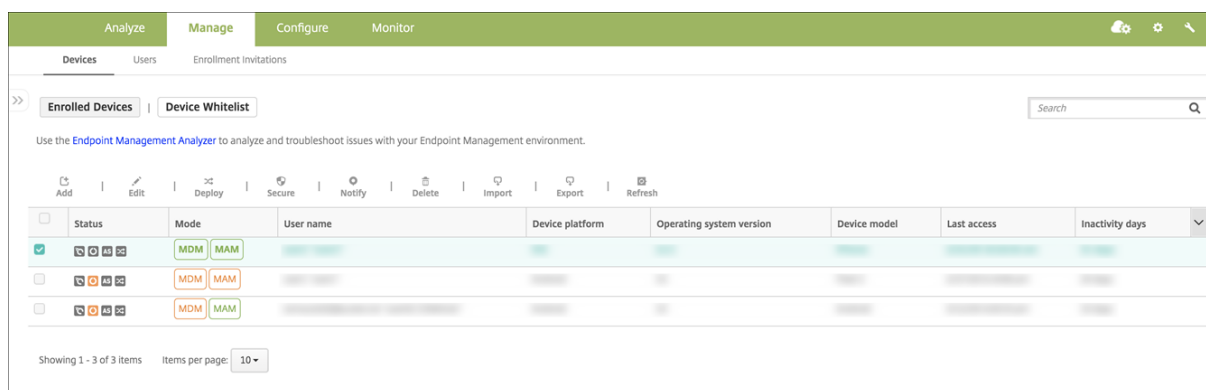 Analyze Manage Configure Monitor
Devices Users Enrollment Invitations
Enrolled Devices | Device Whitelist Search
Use the Endpoint Management Analyzer to analyze and troubleshoot issues with your Endpoint Management environment.
Add | Edit | Deploy | Secure | Notify | Delete | Import | Export | Refresh
Status Mode User name Device platform Operating system version Device model Last access Inactivity days
AS MDM MAM
AS MDM MAM
AS MDM MAM
Showing 1 - 3 of 3 items Items per page: 10